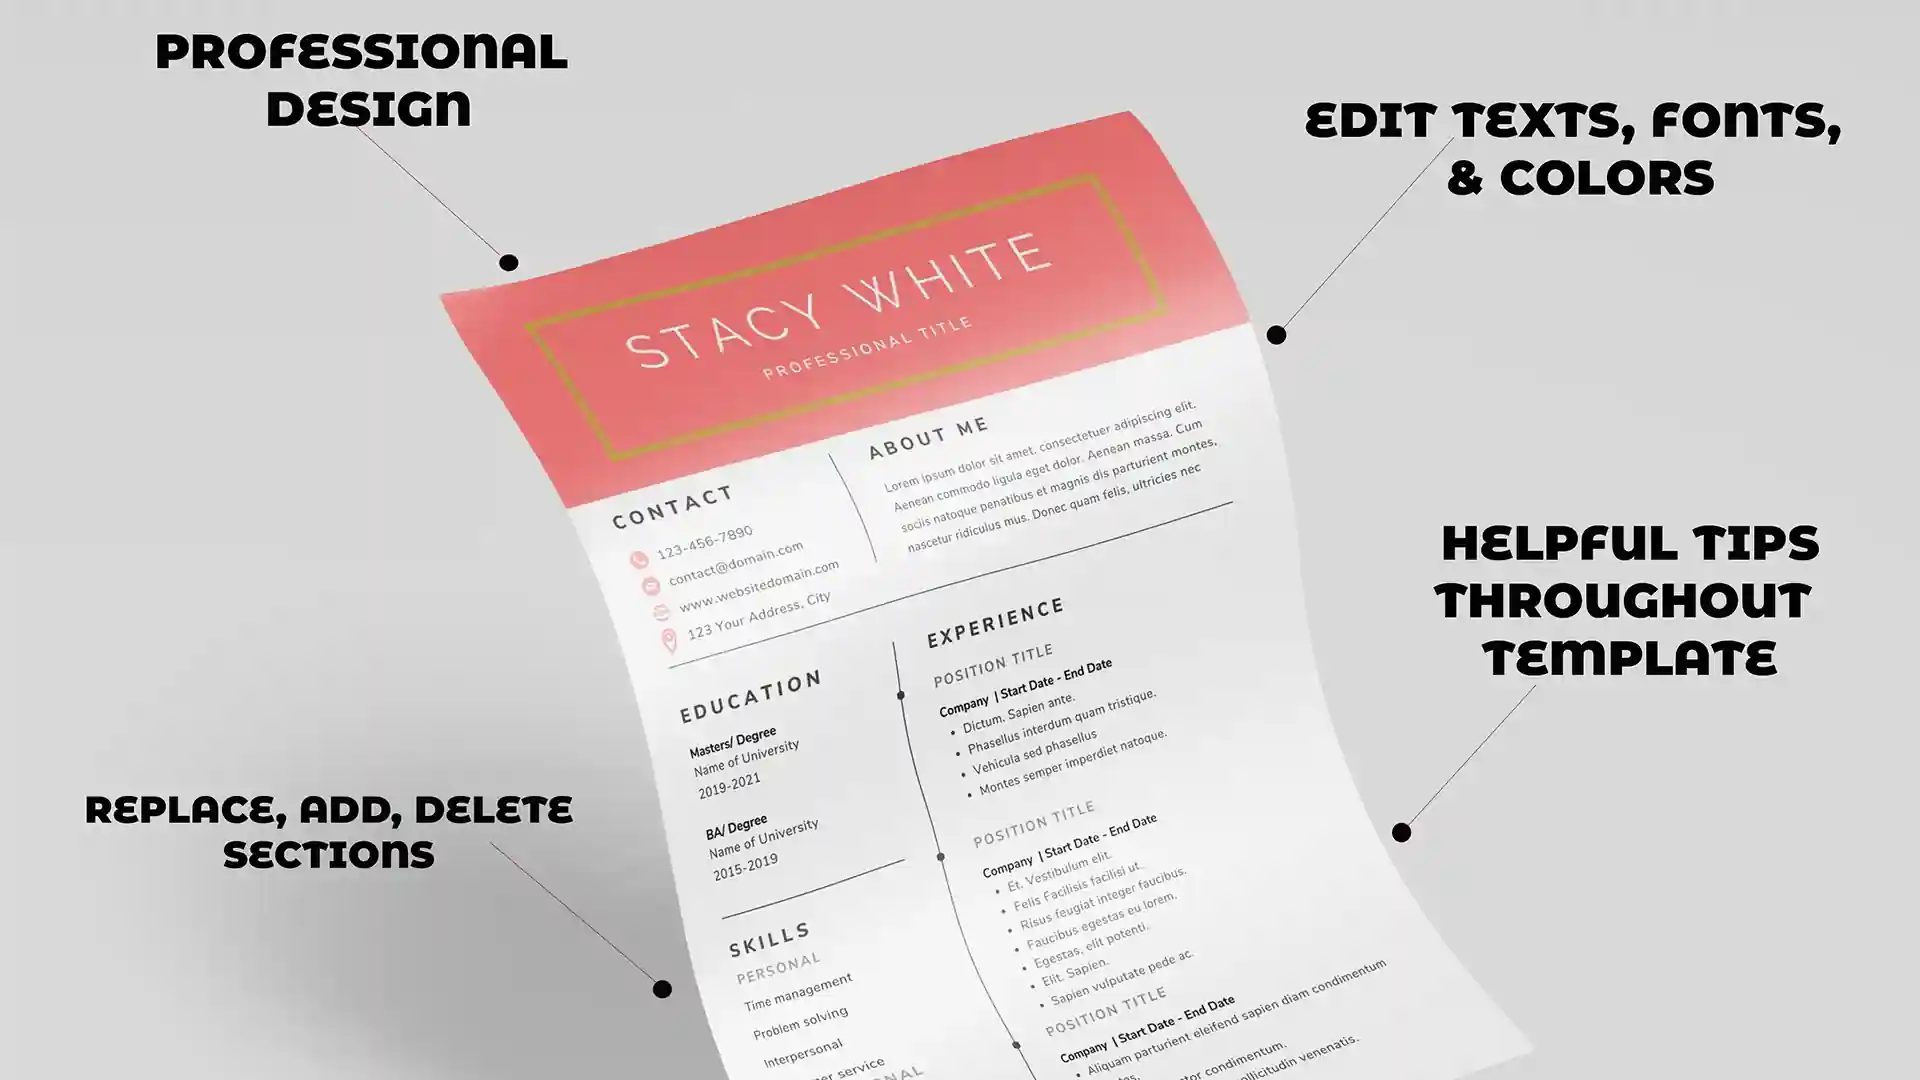 PROFESSIONAL
DESIGN
EDIT TEXTS, FONTS,
& COLORS
STACY WHITE
PROFESSIONAL TITLE
CONTACT
123-456-7890
contact@domain.com
www.websitedomain.com
123 Your Address, City
ABOUT ME
Lorem ipsum dolor sit amet, consectetuer adipiscing elit.
Aenean commodo ligula eget dolor. Aenean massa. Cum
sociis natoque penatibus et magnis dis parturient montes,
nascetur ridiculus mus. Donec quam felis, ultricies nec
EDUCATION
Masters/ Degree
Name of University
2019-2021
BA/ Degree
Name of University
2015-2019
SKILLS
PERSONAL
Time management
Problem solving
Interpersonal
service
EXPERIENCE
POSITION TITLE
Company | Start Date - End Date
• Dictum. Sapien ante.
• Phasellus interdum quam tristique.
• Vehicula sed phasellus
• Montes semper imperdiet natoque.
POSITION TITLE
Company | Start Date - End Date
• Et. Vestibulum elit.
• Felis Facilisis facilisi ut.
• Risus feugiat integer faucibus.
• Faucibus egestas eu lorem,
• Egestas, elit potenti.
• Elit. Sapien.
• Sapien vulputate pede ac.
POSITION TITLE
Company | Start Date - End Date
• Aliquam parturient eleifend sapien diam condimentum
condimentum.
venenatis.
HELPFUL TIPS
THROUGHOUT
TEMPLATE
REPLACE, ADD, DELETE
SECTIONS